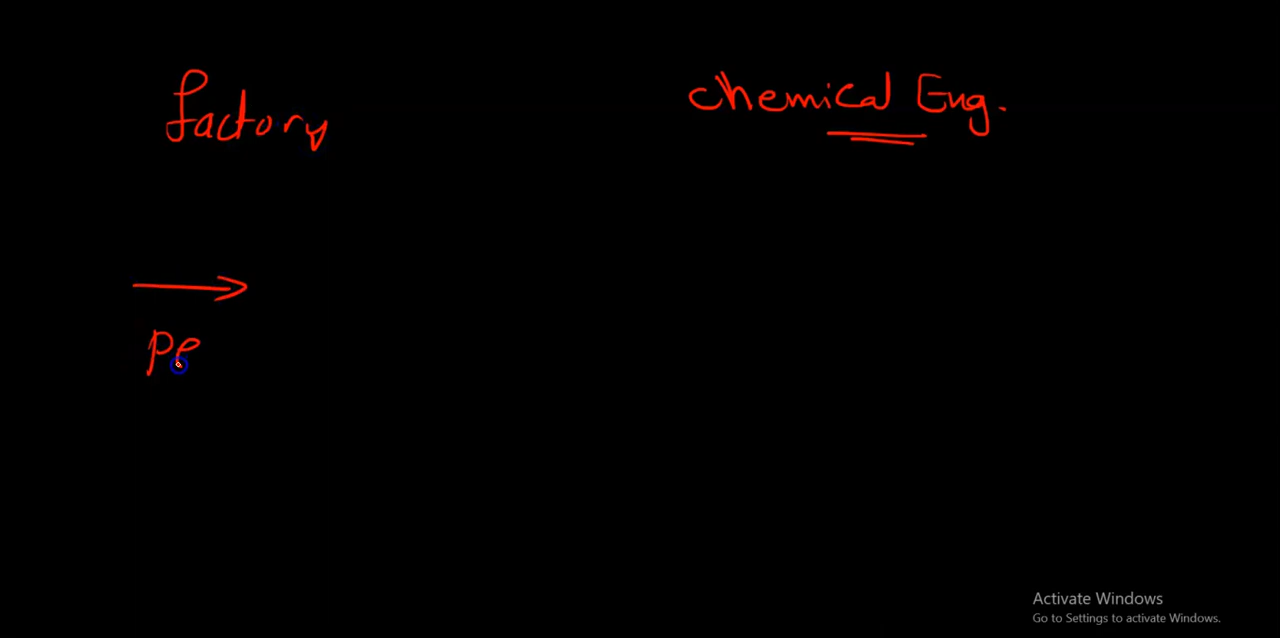 factory
chemical Eng.
pe
Activate Windows
Go to Settings to activate Windows.